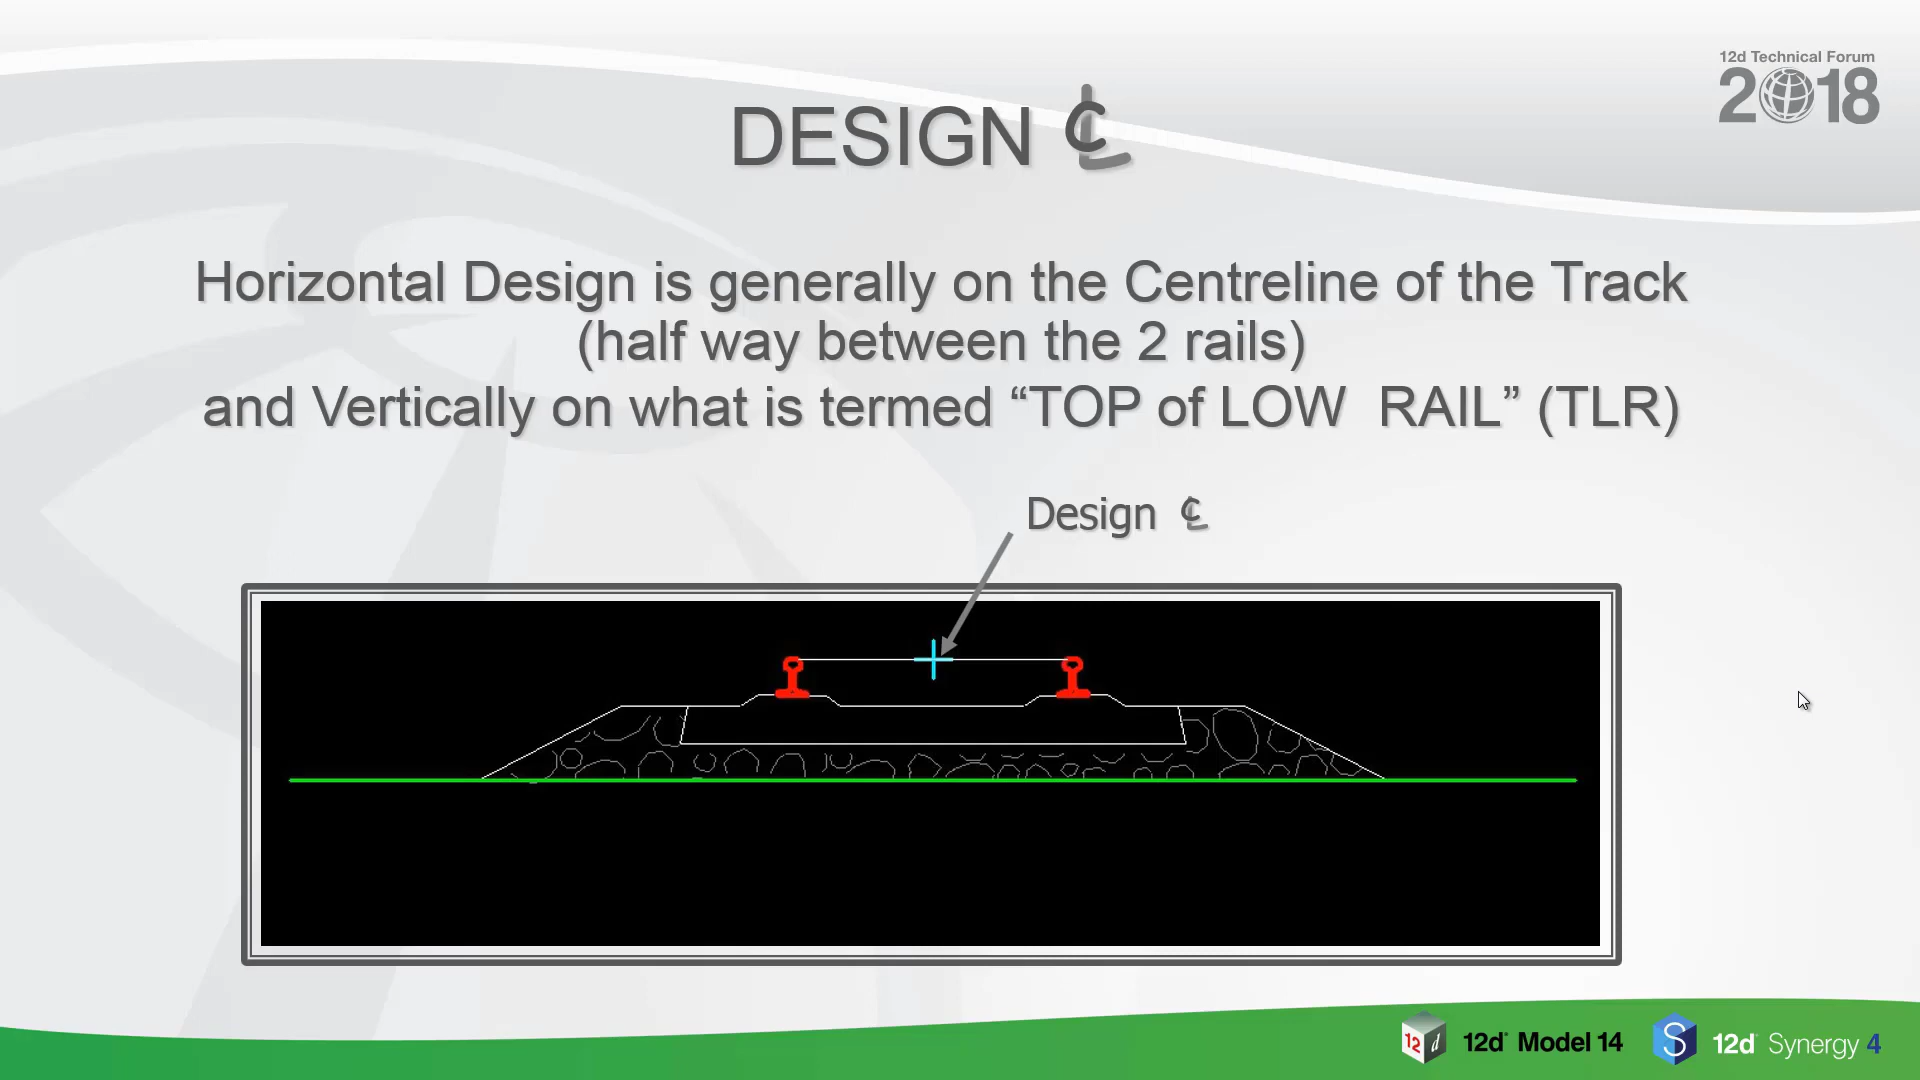 12d Technical Forum
2018
DESIGN ℄
Horizontal Design is generally on the Centreline of the Track
(half way between the 2 rails)
and Vertically on what is termed “TOP of LOW  RAIL” (TLR)
Design ℄
12d Model 14
12d Synergy 4